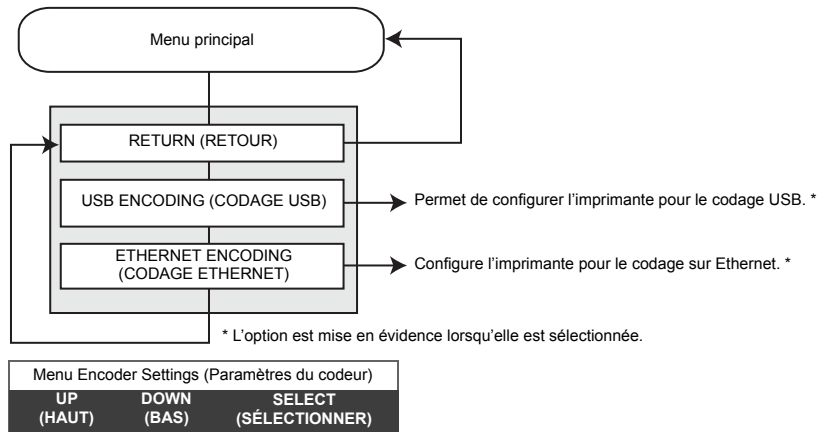 Menu principal
RETURN (RETOUR)
USB ENCODING (CODAGE USB)
Permet de configurer l’imprimante pour le codage USB. *
ETHERNET ENCODING
(CODAGE ETHERNET)
Configure l’imprimante pour le codage sur Ethernet. *
* L’option est mise en évidence lorsqu’elle est sélectionnée.
Menu Encoder Settings (Paramètres du codeur)
UP DOWN SELECT
(HAUT) (BAS) (SÉLECTIONNER)